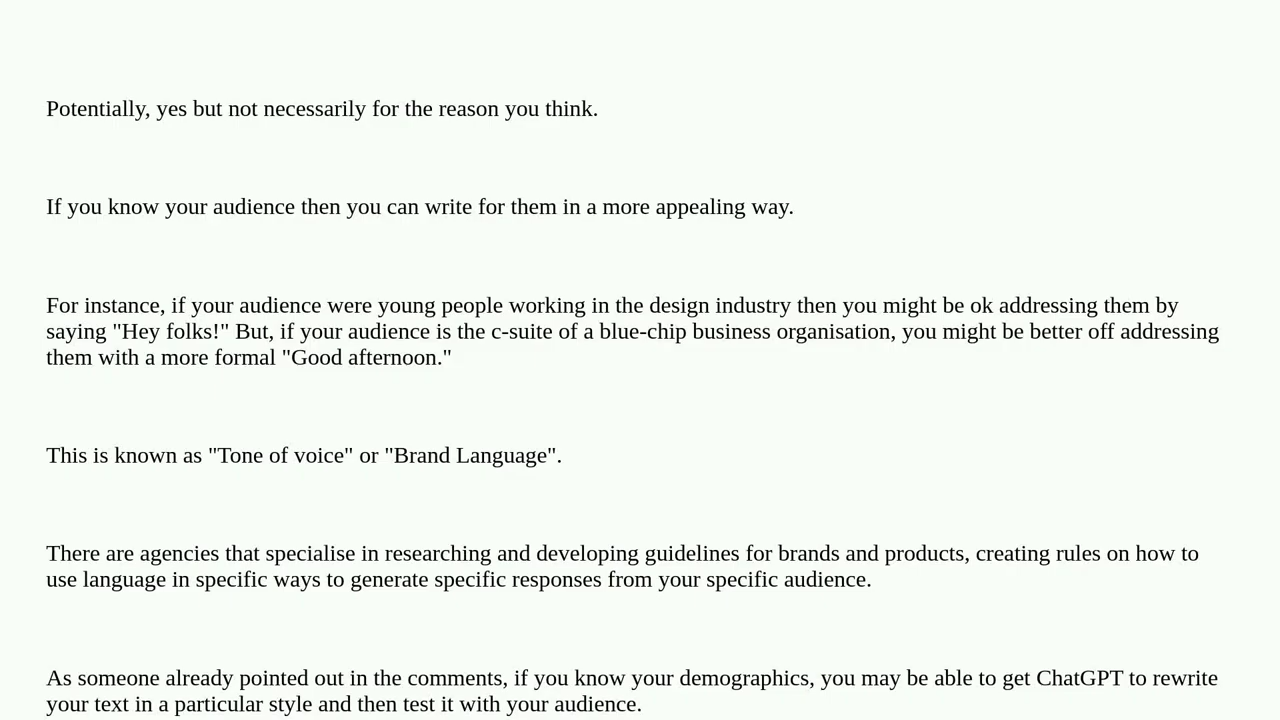 Potentially, yes but not necessarily for the reason you think.
If you know your audience then you can write for them in a more appealing way.
For instance, if your audience were young people working in the design industry then you might be ok addressing them by
saying "Hey folks!" But, if your audience is the c-suite of a blue-chip business organisation, you might be better off addressing
them with a more formal "Good afternoon."
This is known as "Tone of voice" or "Brand Language".
There are agencies that specialise in researching and developing guidelines for brands and products, creating rules on how to
use language in specific ways to generate specific responses from your specific audience.
As someone already pointed out in the comments, if you know your demographics, you may be able to get ChatGPT to rewrite
your text in a particular style and then test it with your audience.